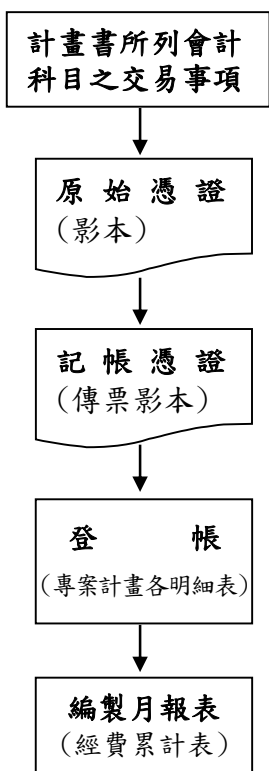 計畫書所列會計
科目之交易事項
原始憑證
(影本)
記帳憑證
(傳票影本)
登 帳
(專案計畫各明細表)
編製月報表
(經費累計表)